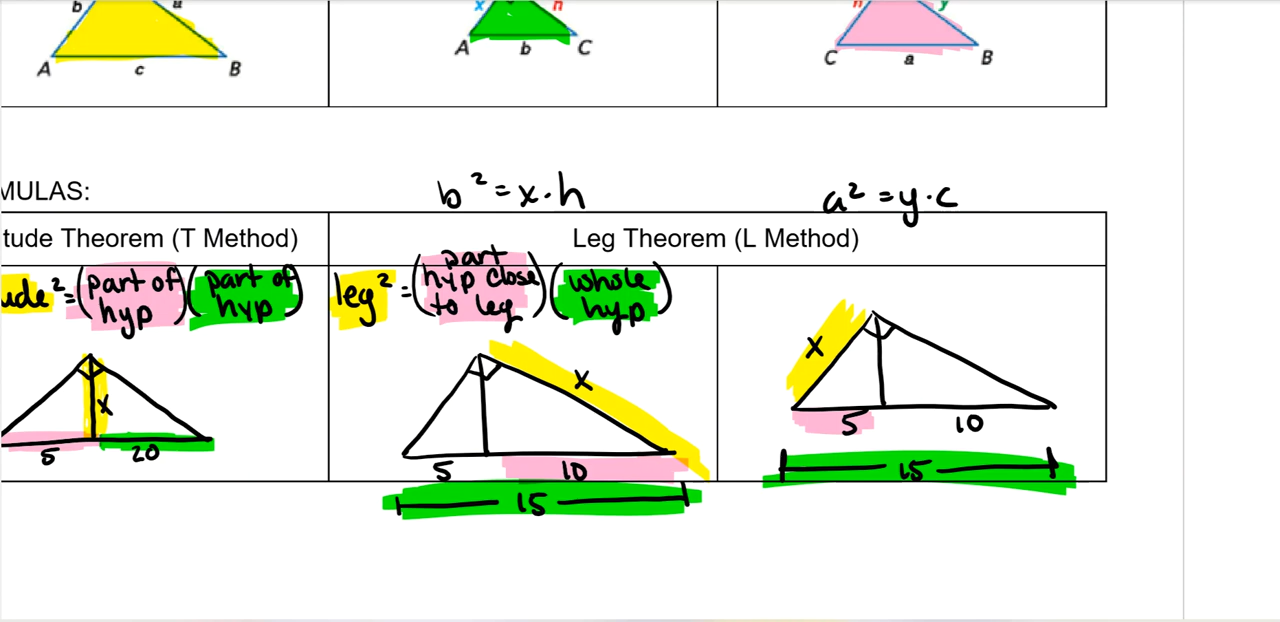 b a
A c B
x n
A b C
n y
C a B
MULAS:
b² = x · h
a² = y · c
tude Theorem (T Method)
Leg Theorem (L Method)
ude² = (part of hyp)(part of hyp)
leg² = (part hyp close to leg)(whole hyp)
x
5 20
x
5 10
15
x
5 10
15